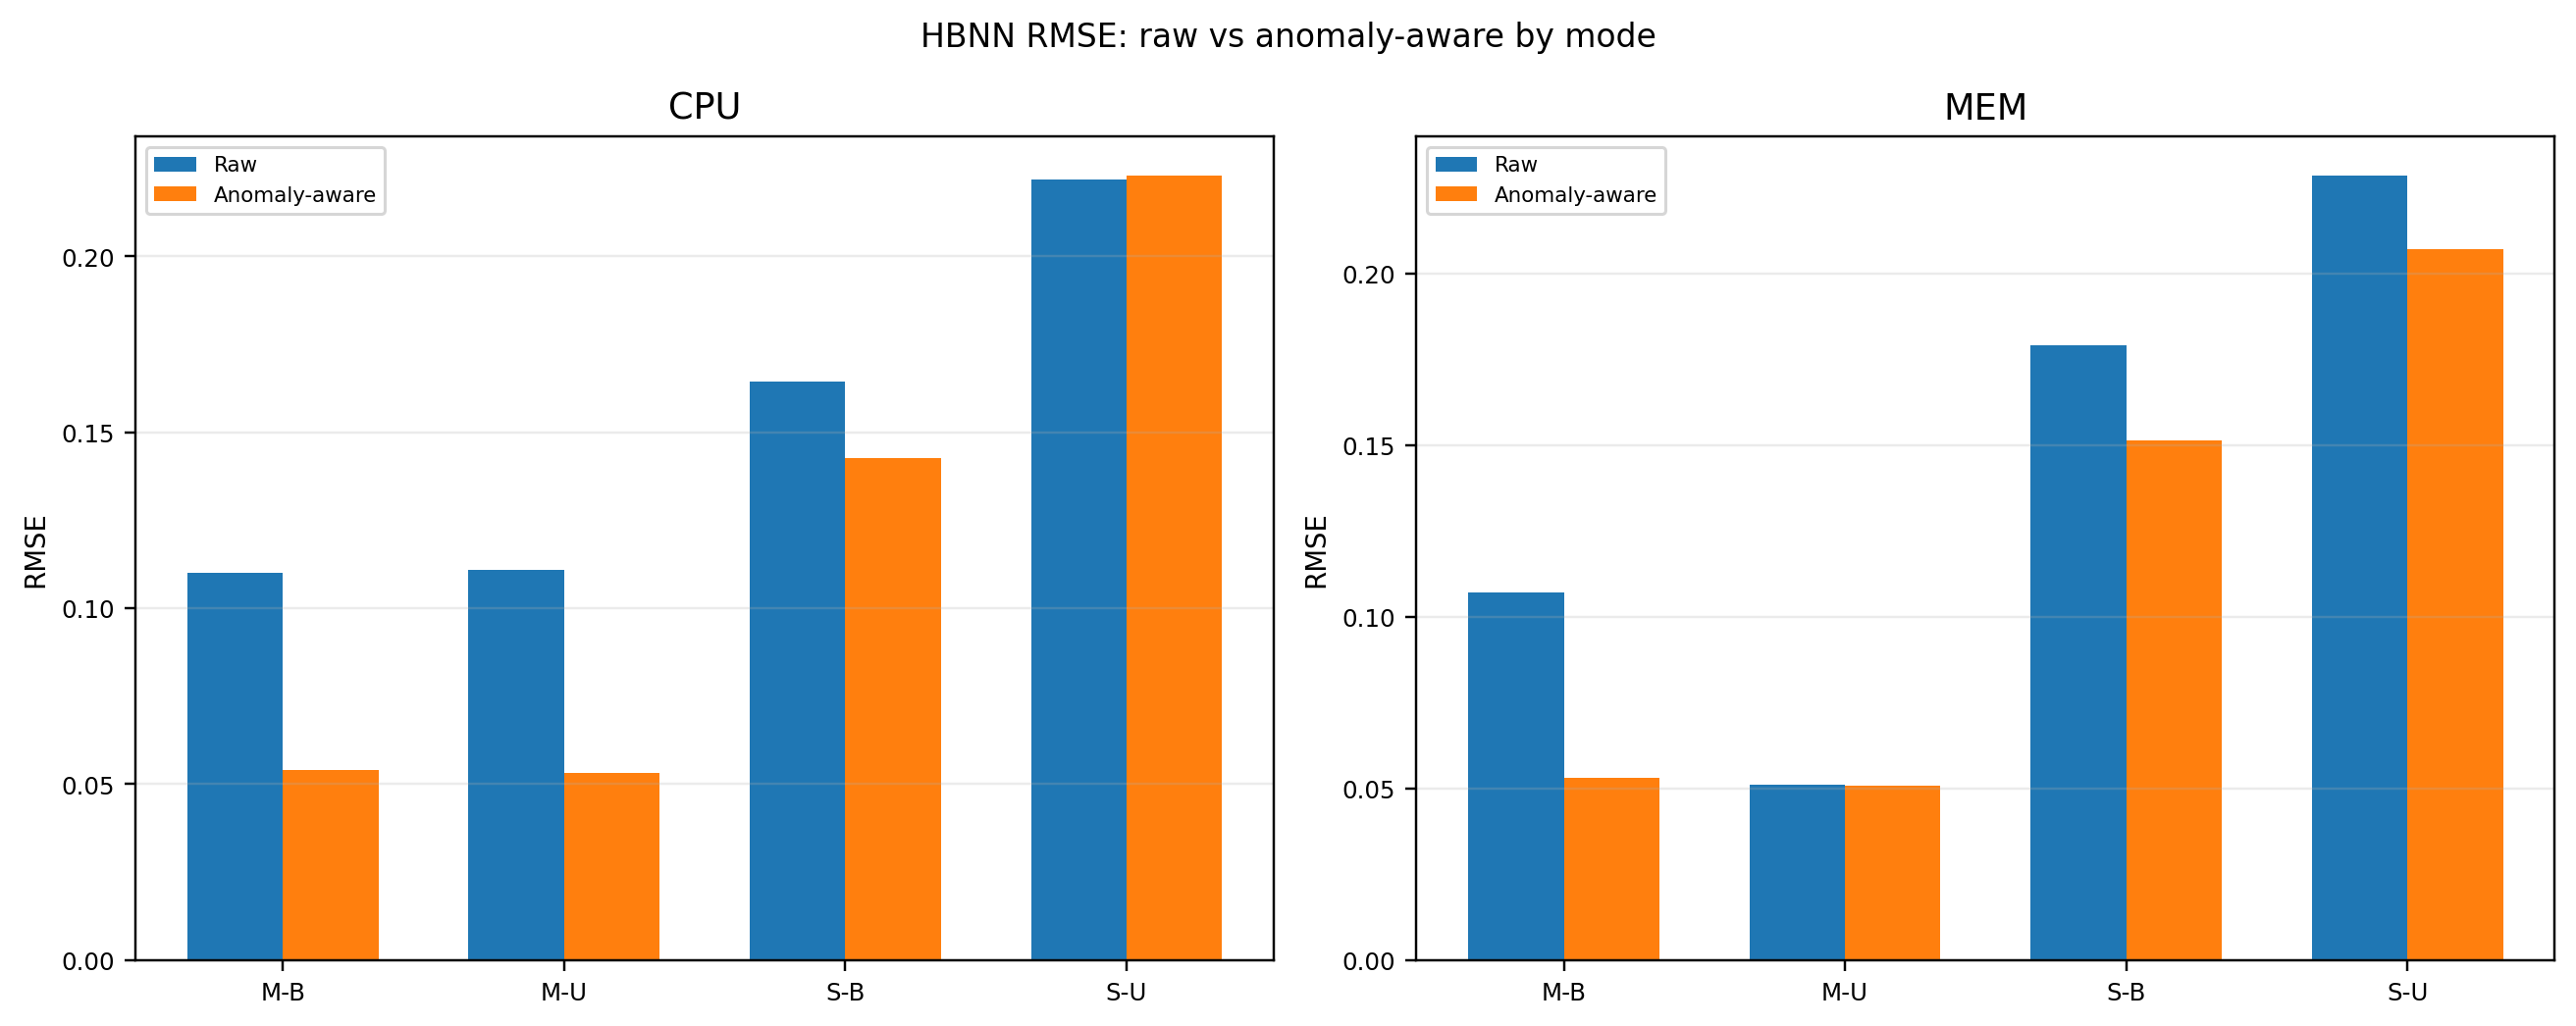 HBNN RMSE: raw vs anomaly-aware by mode
CPU
Raw
Anomaly-aware
RMSE
0.20
0.15
0.10
0.05
0.00
M-B M-U S-B S-U
MEM
Raw
Anomaly-aware
RMSE
0.20
0.15
0.10
0.05
0.00
M-B M-U S-B S-U